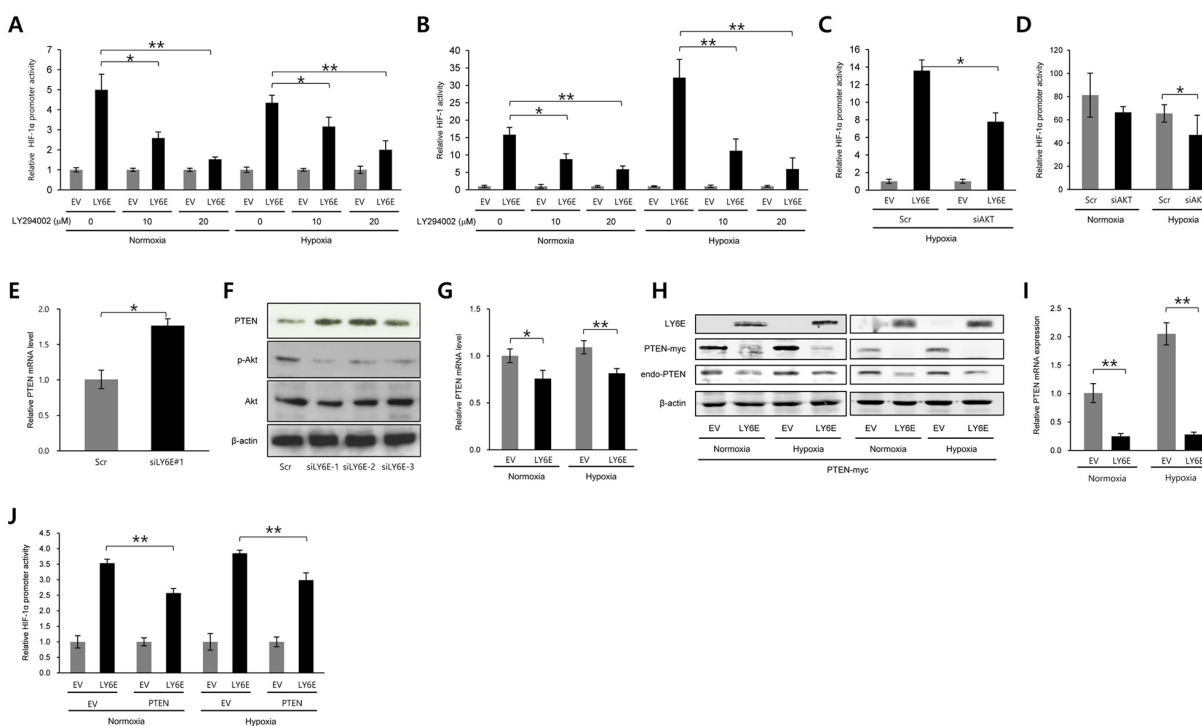 A
Relative HIF-1α promoter activity
7
6
5
4
3
2
1
0
** 
*
**
*
EV LY6E EV LY6E EV LY6E EV LY6E EV LY6E EV LY6E
LY294002 (μM) 0 10 20 0 10 20
Normoxia Hypoxia
B
Relative HIF-1 activity
40
35
30
25
20
15
10
5
0
**
**
**
*
EV LY6E EV LY6E EV LY6E EV LY6E EV LY6E EV LY6E
LY294002 (μM) 0 10 20 0 10 20
Normoxia Hypoxia
C
Relative HIF-1α promoter activity
16
14
12
10
8
6
4
2
0
*
EV LY6E EV LY6E
Scr siAKT
Hypoxia
D
Relative HIF-1α promoter activity
120
100
80
60
40
20
0
*
Scr siAKT Scr siAKT
Normoxia Hypoxia
E
Relative PTEN mRNA level
2.0
1.5
1.0
0.5
0.0
*
Scr siLY6E#1
F
PTEN
p-Akt
Akt
β-actin
Scr siLY6E-1 siLY6E-2 siLY6E-3
G
Relative PTEN mRNA level
1.5
1.0
0.5
0.0
* **
EV LY6E EV LY6E
Normoxia Hypoxia
H
LY6E
PTEN-myc
endo-PTEN
β-actin
EV LY6E EV LY6E EV LY6E EV LY6E
Normoxia Hypoxia Normoxia Hypoxia
PTEN-myc
I
Relative PTEN mRNA expression
2.5
2.0
1.5
1.0
0.5
0.0
**
**
EV LY6E EV LY6E
Normoxia Hypoxia
J
Relative HIF-1α promoter activity
4.5
4.0
3.5
3.0
2.5
2.0
1.5
1.0
0.5
0.0
** **
EV LY6E EV LY6E EV LY6E EV LY6E
EV PTEN EV PTEN
Normoxia Hypoxia